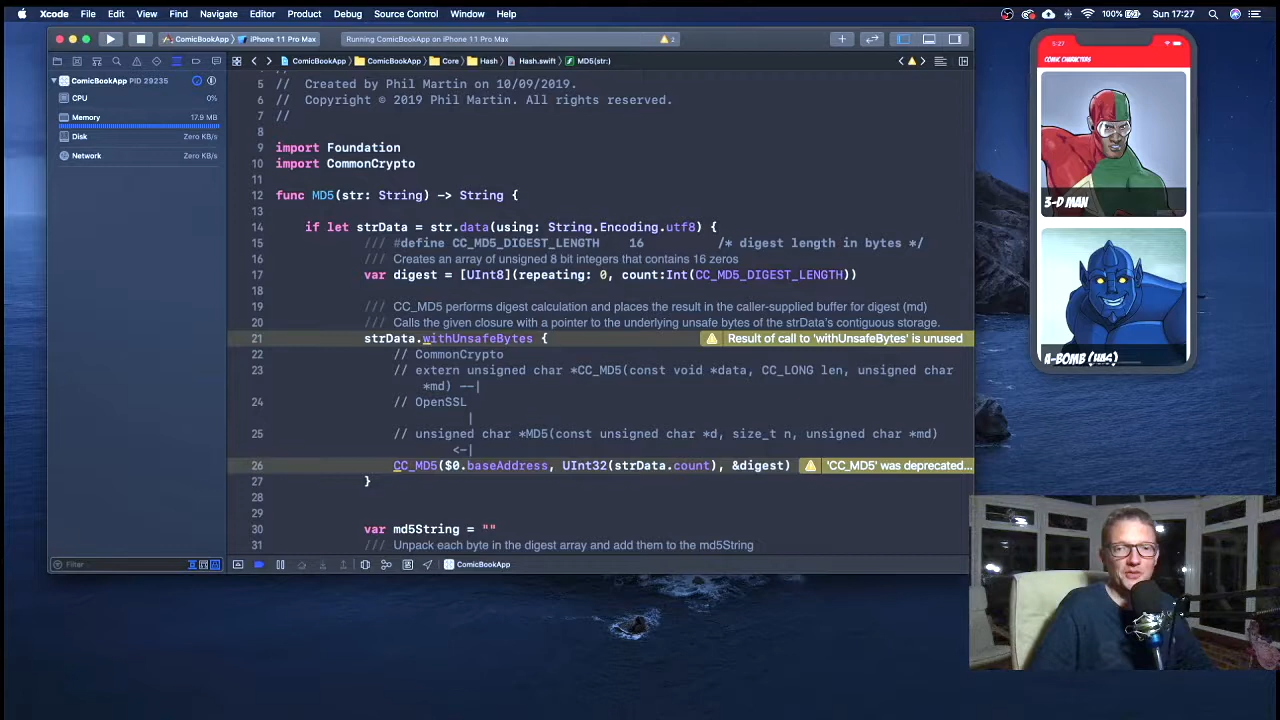 Xcode File Edit View Find Navigate Editor Product Debug Source Control Window Help
100% Sun 17:27
ComicBookApp iPhone 11 Pro Max
Running ComicBookApp on iPhone 11 Pro Max
2
ComicBookApp ComicBookApp Core Hash Hash.swift MD5(str:)
ComicBookApp PID 29235
CPU 0%
Memory 17.9 MB
Disk Zero KB/s
Network Zero KB/s
Filter
5 // Created by Phil Martin on 10/09/2019.
6 // Copyright © 2019 Phil Martin. All rights reserved.
7 //
8
9 import Foundation
10 import CommonCrypto
11
12 func MD5(str: String) -> String {
13
14 if let strData = str.data(using: String.Encoding.utf8) {
15 /// #define CC_MD5_DIGEST_LENGTH 16 /* digest length in bytes */
16 /// Creates an array of unsigned 8 bit integers that contains 16 zeros
17 var digest = [UInt8](repeating: 0, count:Int(CC_MD5_DIGEST_LENGTH))
18
19 /// CC_MD5 performs digest calculation and places the result in the caller-supplied buffer for digest (md)
20 /// Calls the given closure with a pointer to the underlying unsafe bytes of the strData's contiguous storage.
21 strData.withUnsafeBytes { Result of call to 'withUnsafeBytes' is unused
22 // CommonCrypto
23 // extern unsigned char *CC_MD5(const void *data, CC_LONG len, unsigned char
*md) --|
24 // OpenSSL
|
25 // unsigned char *MD5(const unsigned char *d, size_t n, unsigned char *md)
<-|
26 CC_MD5($0.baseAddress, UInt32(strData.count), &digest) 'CC_MD5' was deprecated...
27 }
28
29
30 var md5String = ""
31 /// Unpack each byte in the digest array and add them to the md5String
ComicBookApp
5:27
COMIC CHARACTERS
3-D MAN
A-BOMB (HAS)